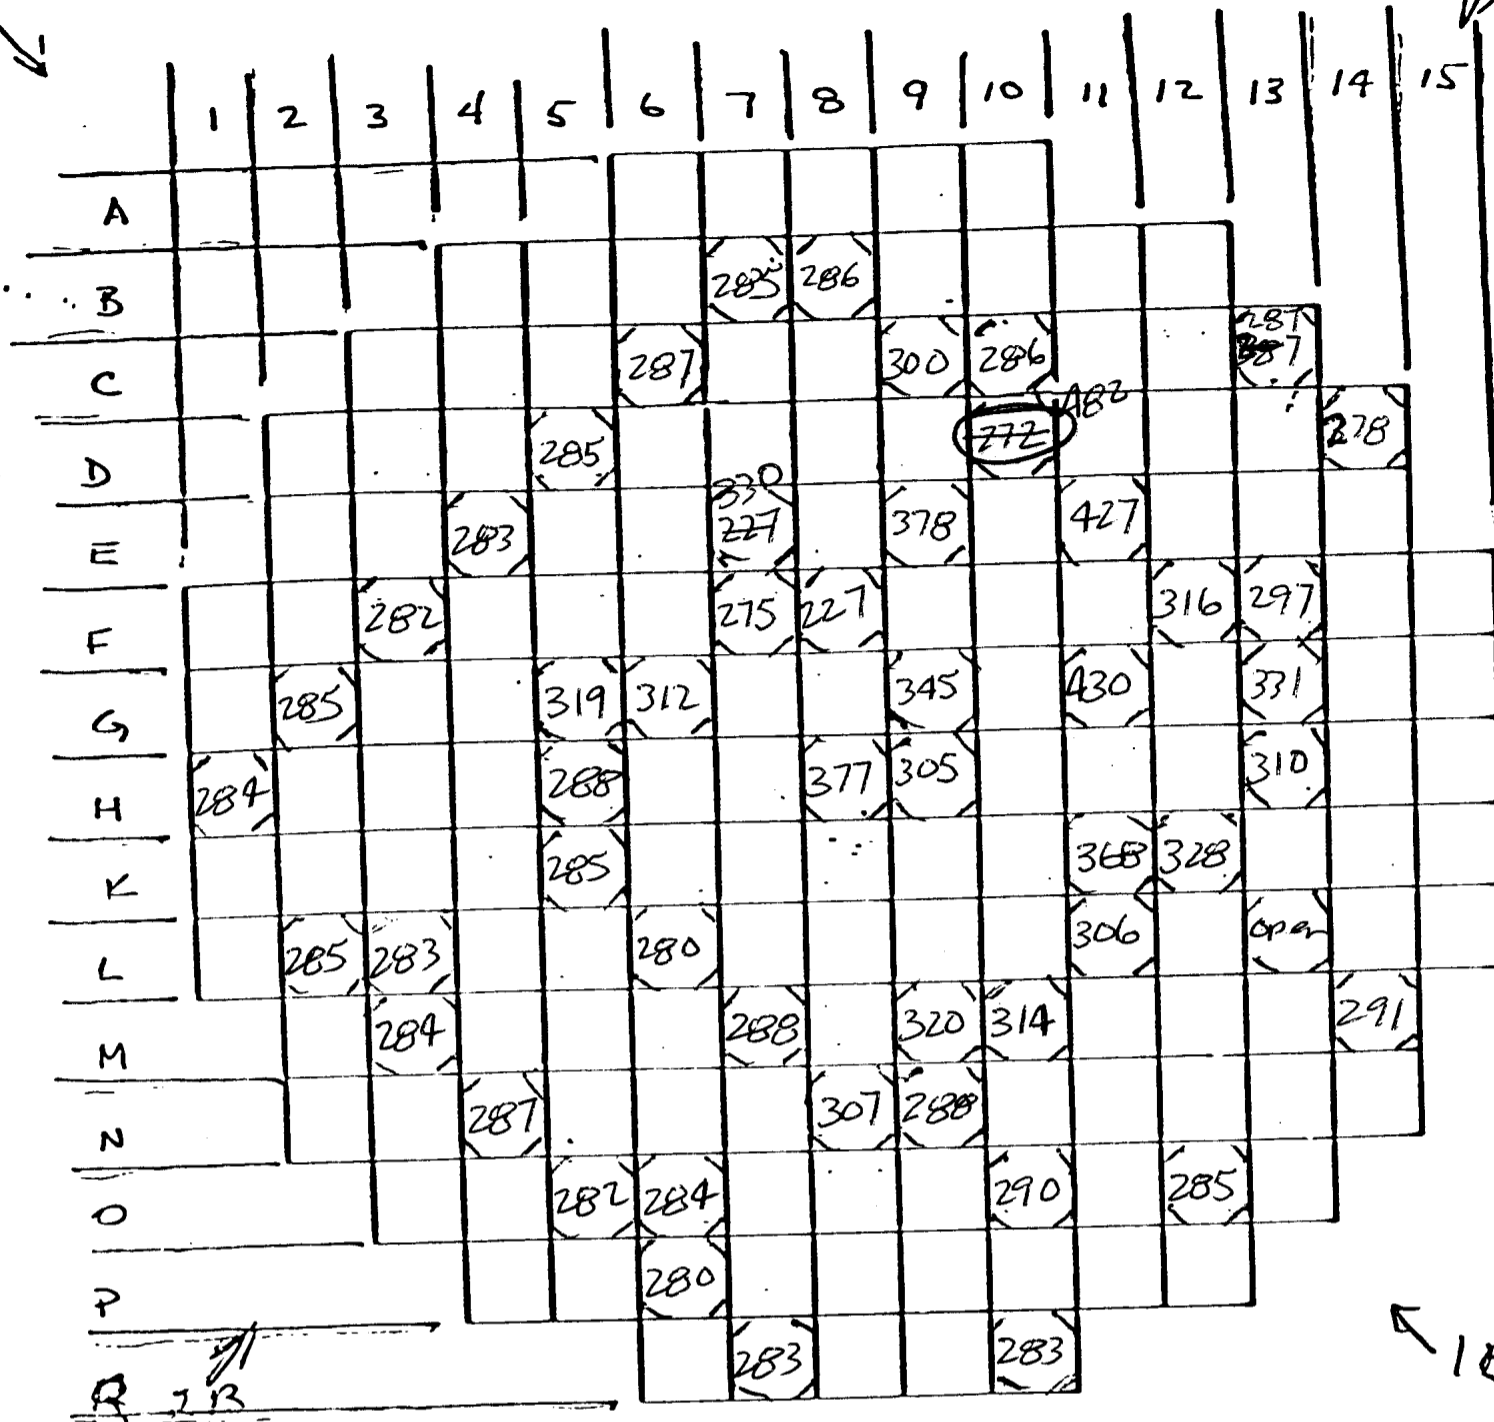 1 2 3 4 5 6 7 8 9 10 11 12 13 14 15
A
B 285 286
C 287 300 286 287
D 285 272 482 278
E 283 330 227 378 427
F 282 275 227 316 297
G 285 319 312 345 430 331
H 284 288 377 305 310
K 285 368 328
L 285 283 280 306 open
M 284 288 320 314 291
N 287 307 288
O 282 284 290 285
P 280
R 283 283